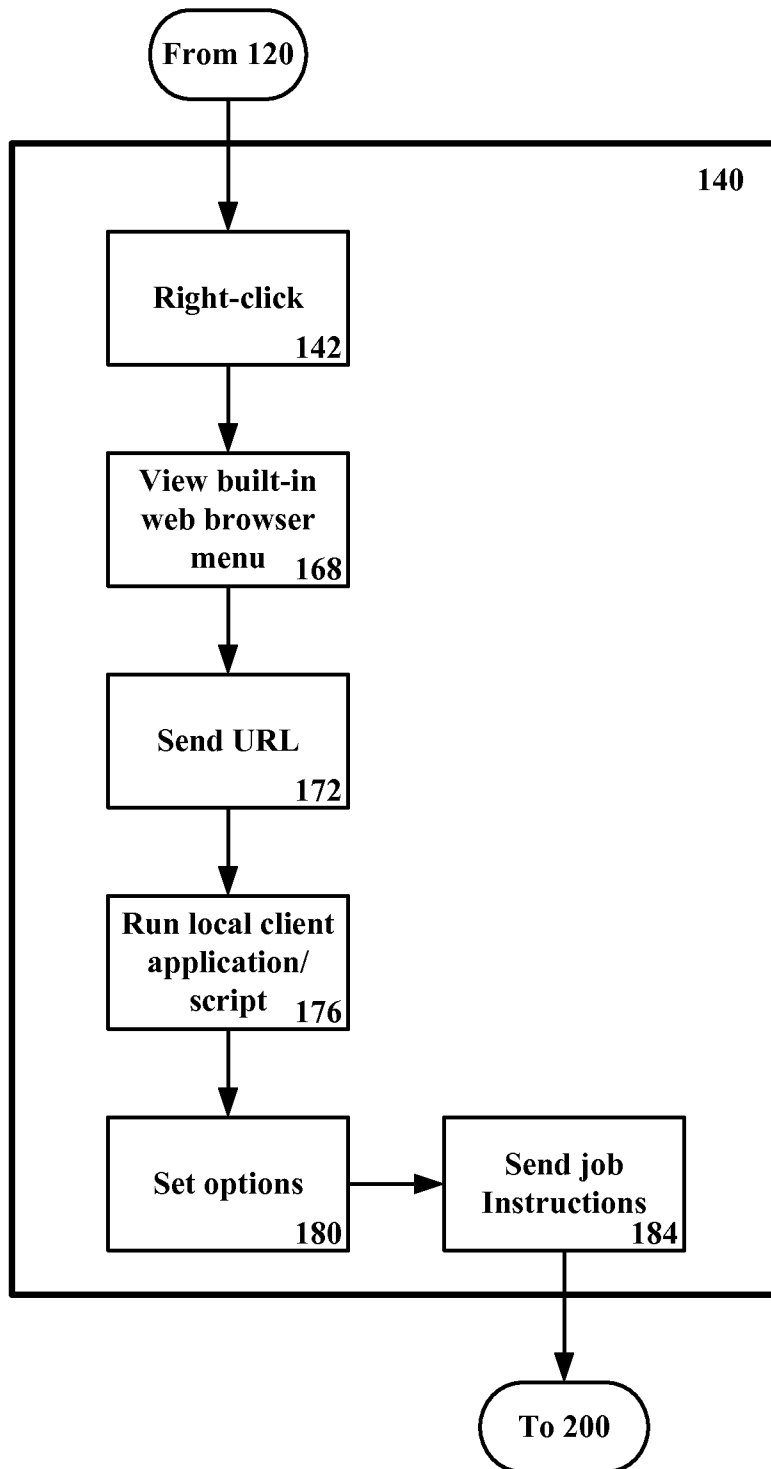 From 120
140
Right-click
142
View built-in
web browser
menu
168
Send URL
172
Run local client
application/
script
176
Set options
180
Send job
Instructions
184
To 200